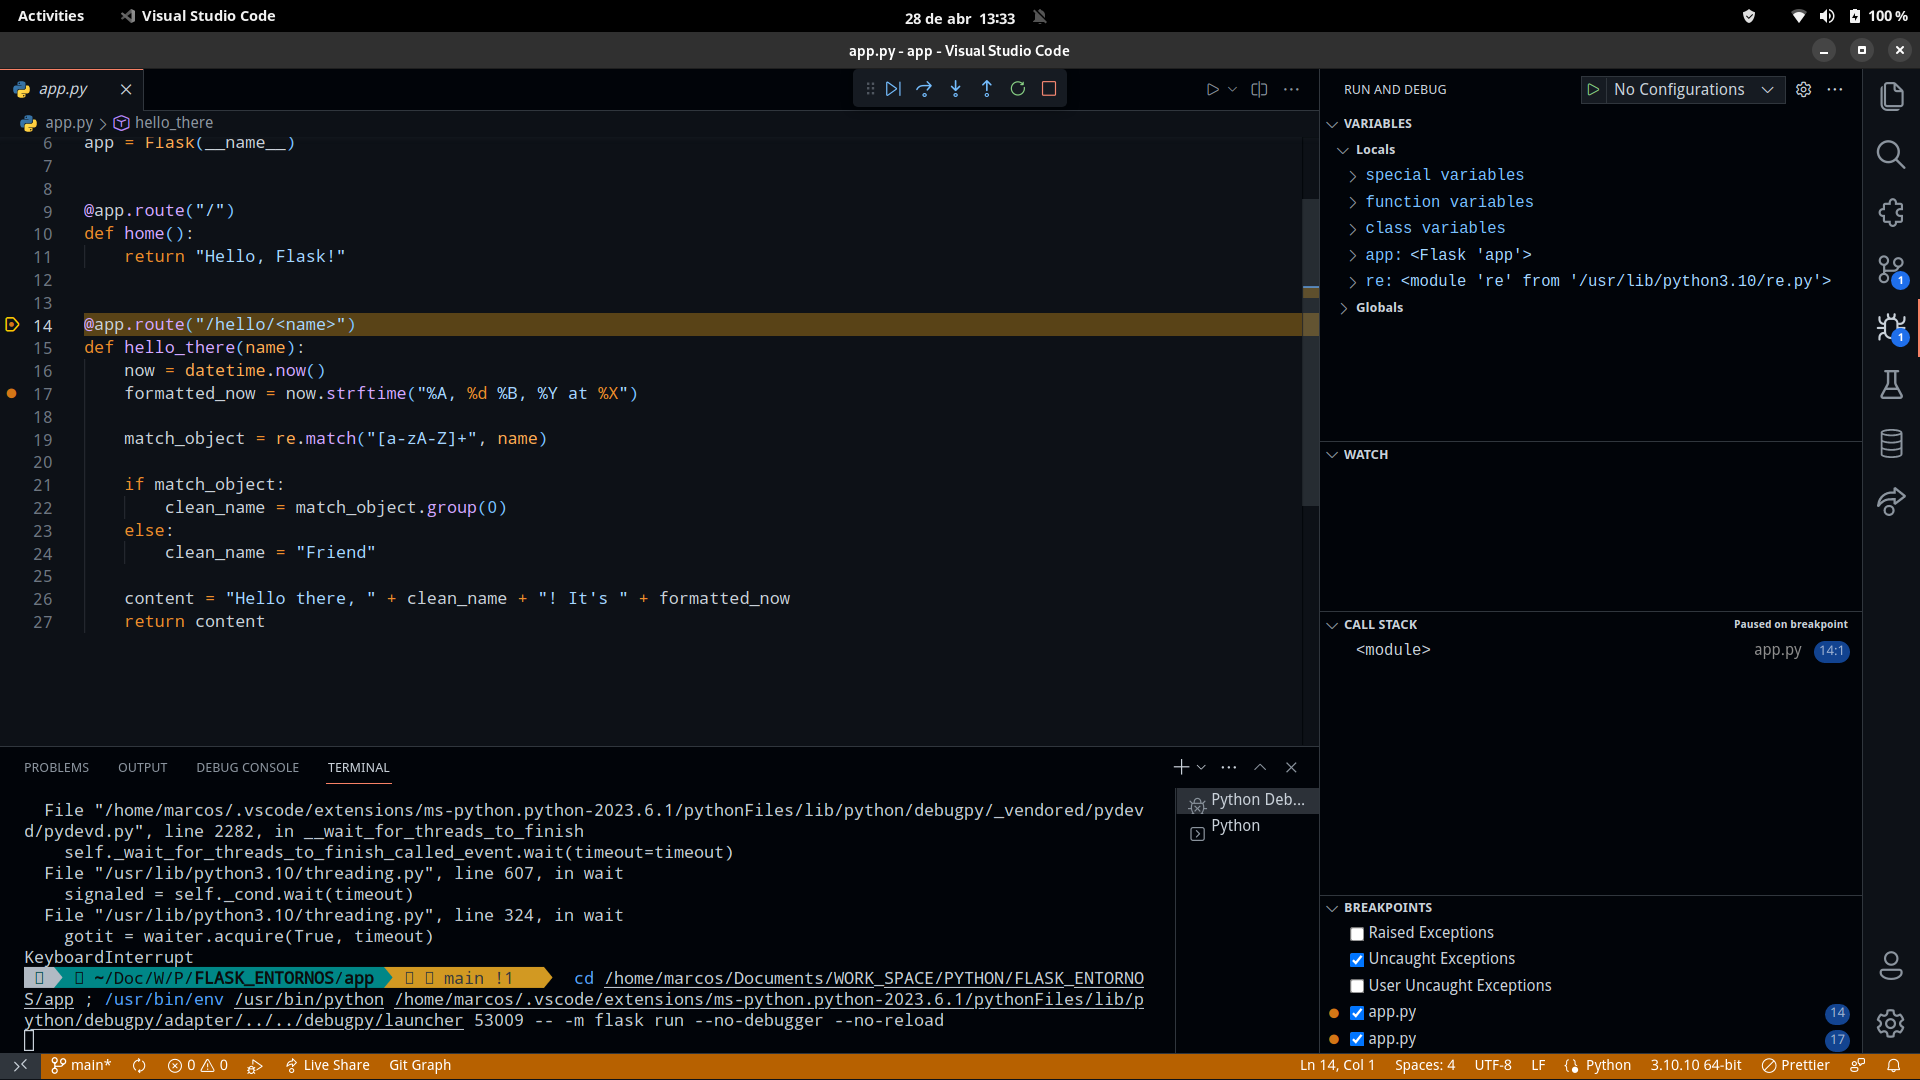 Activities
Visual Studio Code
28 de abr 13:33
100 %
app.py - app - Visual Studio Code
app.py
app.py
hello_there
6 app = Flask(__name__)
7
8
9 @app.route("/")
10 def home():
11 return "Hello, Flask!"
12
13
14 @app.route("/hello/<name>")
15 def hello_there(name):
16 now = datetime.now()
17 formatted_now = now.strftime("%A, %d %B, %Y at %X")
18
19 match_object = re.match("[a-zA-Z]+", name)
20
21 if match_object:
22 clean_name = match_object.group(0)
23 else:
24 clean_name = "Friend"
25
26 content = "Hello there, " + clean_name + "! It's " + formatted_now
27 return content
RUN AND DEBUG
No Configurations
VARIABLES
Locals
special variables
function variables
class variables
app: <Flask 'app'>
re: <module 're' from '/usr/lib/python3.10/re.py'>
Globals
WATCH
CALL STACK
Paused on breakpoint
<module>
app.py 14:1
BREAKPOINTS
Raised Exceptions
Uncaught Exceptions
User Uncaught Exceptions
app.py 14
app.py 17
1
1
PROBLEMS
OUTPUT
DEBUG CONSOLE
TERMINAL
File "/home/marcos/.vscode/extensions/ms-python.python-2023.6.1/pythonFiles/lib/python/debugpy/_vendored/pydev
d/pydevd.py", line 2282, in __wait_for_threads_to_finish
self._wait_for_threads_to_finish_called_event.wait(timeout=timeout)
File "/usr/lib/python3.10/threading.py", line 607, in wait
signaled = self._cond.wait(timeout)
File "/usr/lib/python3.10/threading.py", line 324, in wait
gotit = waiter.acquire(True, timeout)
KeyboardInterrupt
~/Doc/W/P/FLASK_ENTORNOS/app main !1 cd /home/marcos/Documents/WORK_SPACE/PYTHON/FLASK_ENTORNO
S/app ; /usr/bin/env /usr/bin/python /home/marcos/.vscode/extensions/ms-python.python-2023.6.1/pythonFiles/lib/p
ython/debugpy/adapter/../../debugpy/launcher 53009 -- -m flask run --no-debugger --no-reload
Python Deb...
Python
main*
0
0
Live Share
Git Graph
Ln 14, Col 1
Spaces: 4
UTF-8
LF
Python
3.10.10 64-bit
Prettier